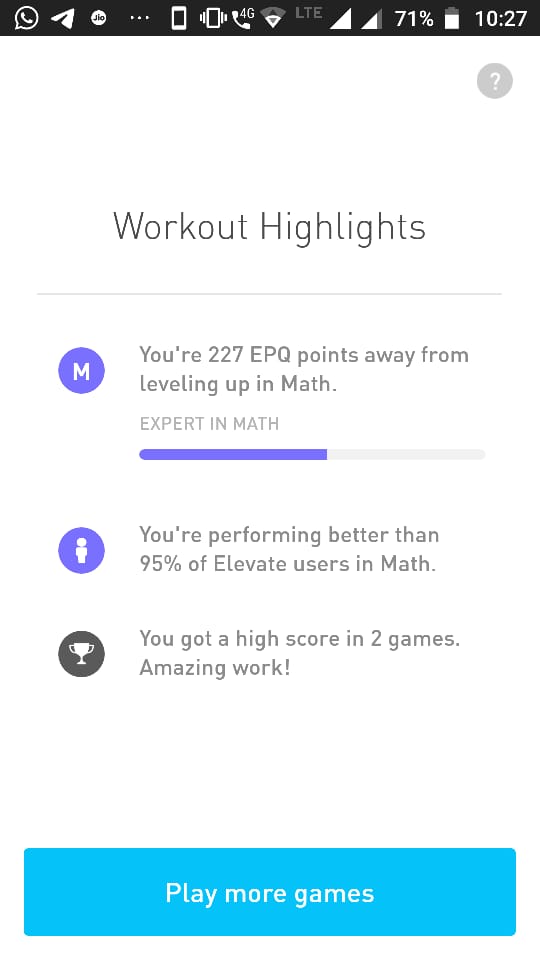 Jio ... 4G LTE 71% 10:27
?
Workout Highlights
M
You're 227 EPQ points away from
leveling up in Math.
EXPERT IN MATH
You're performing better than
95% of Elevate users in Math.
You got a high score in 2 games.
Amazing work!
Play more games